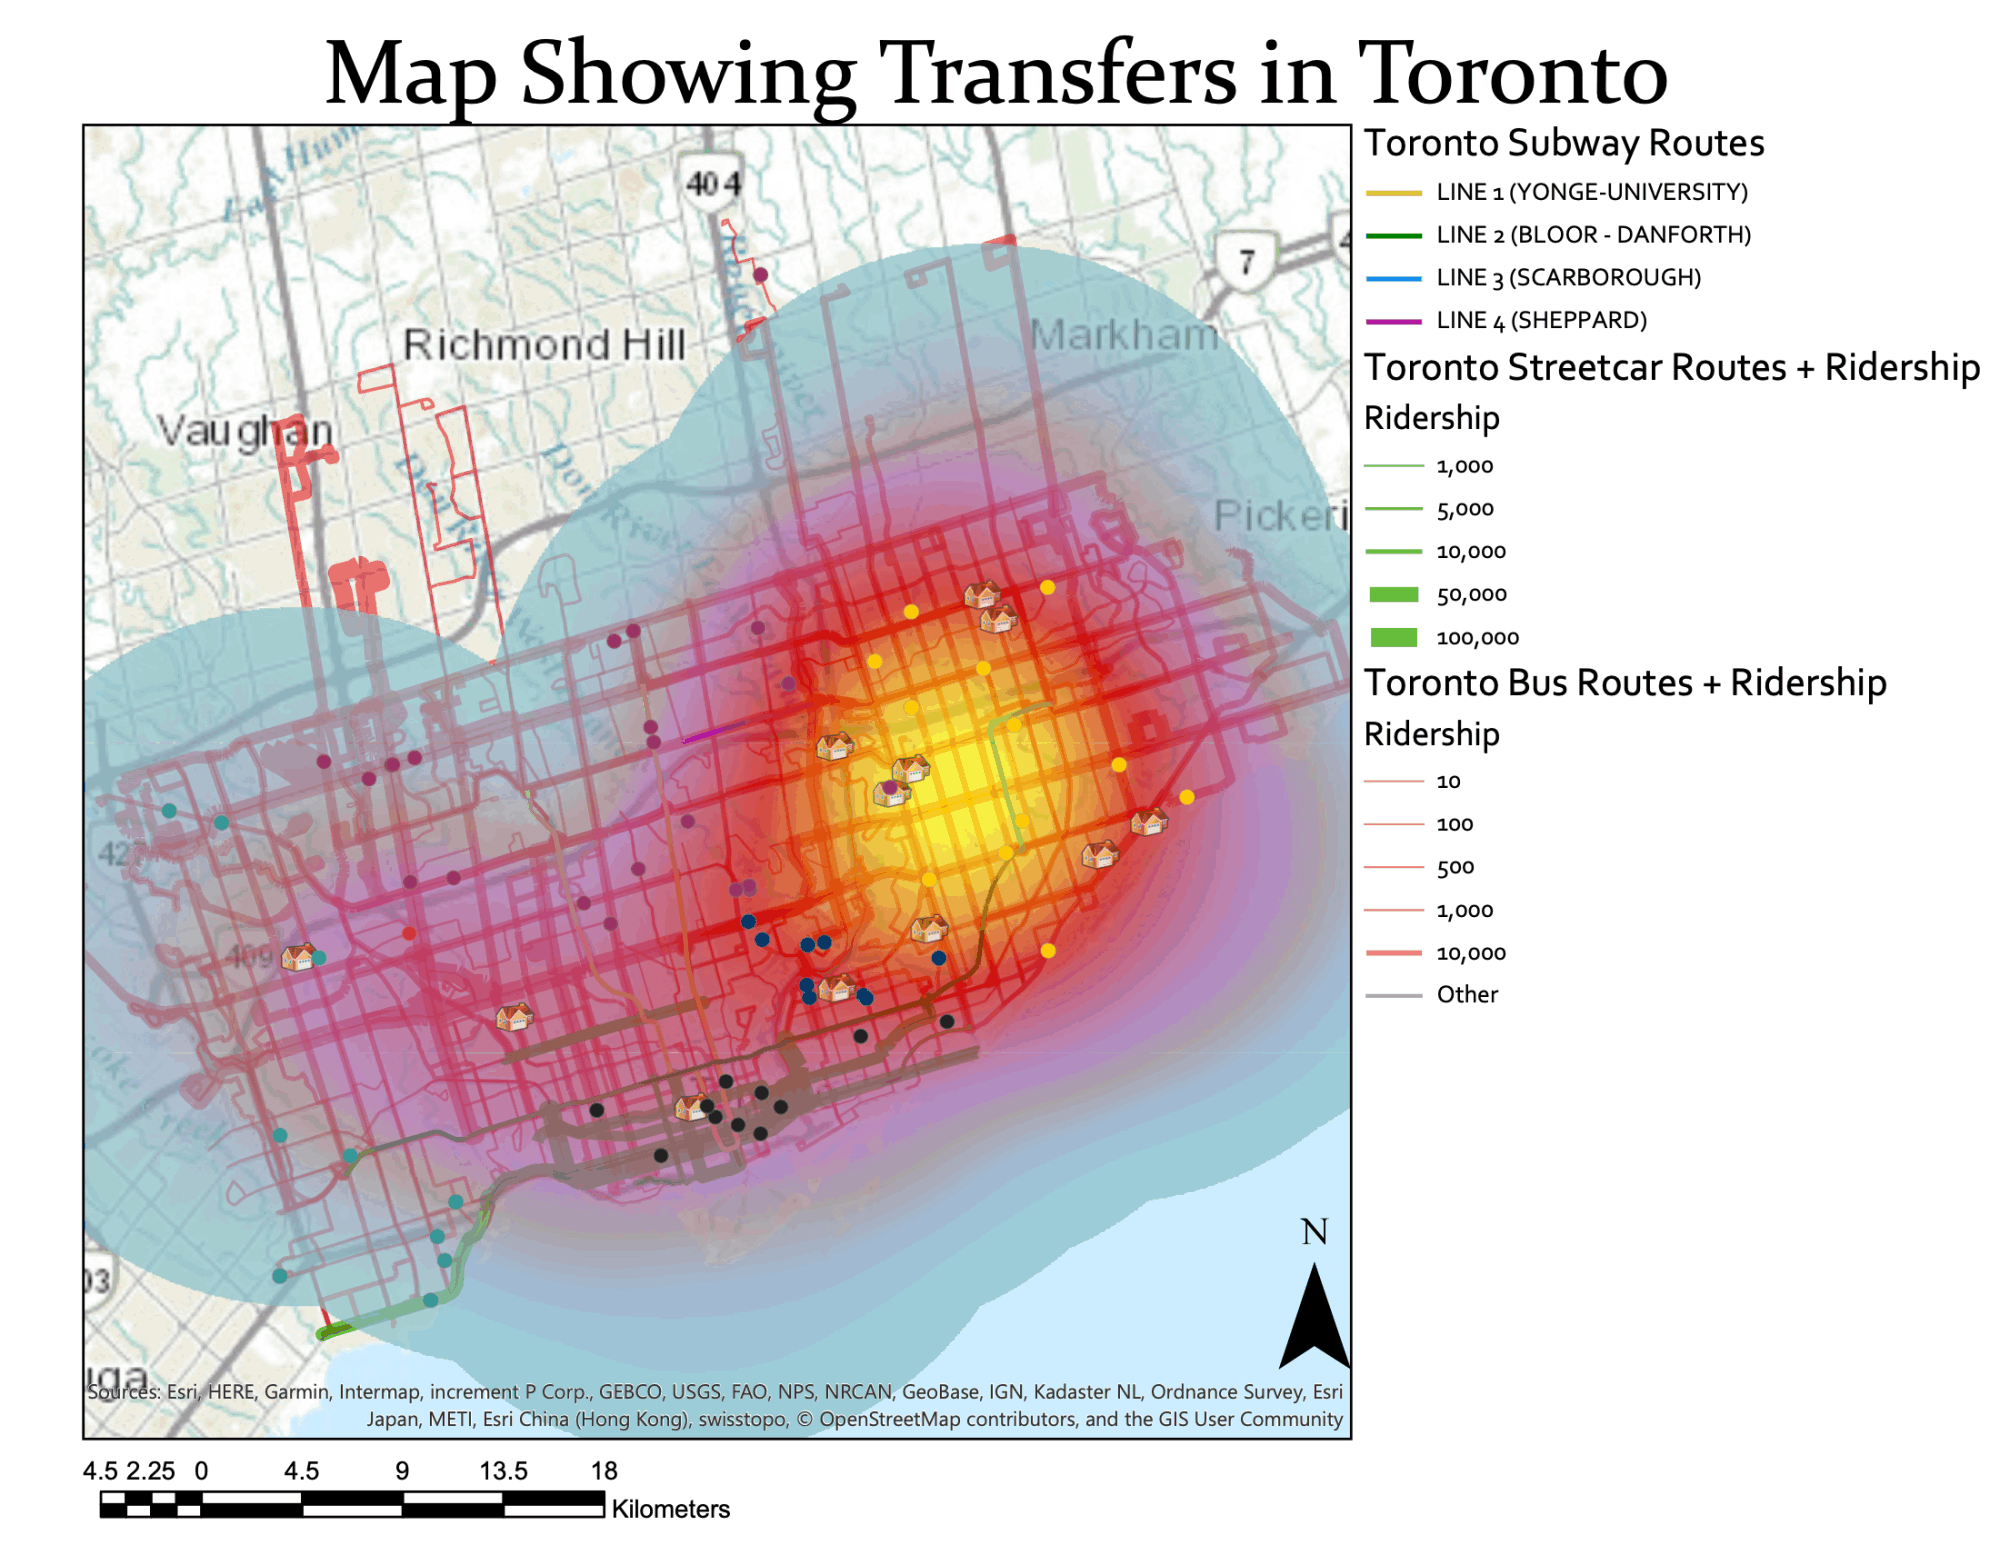 Map Showing Transfers in Toronto
404
7
4
Richmond Hill
Markham
Vaughan
Pickeri
427
409
03
uga
N
Sources: Esri, HERE, Garmin, Intermap, increment P Corp., GEBCO, USGS, FAO, NPS, NRCAN, GeoBase, IGN, Kadaster NL, Ordnance Survey, Esri
Japan, METI, Esri China (Hong Kong), swisstopo, © OpenStreetMap contributors, and the GIS User Community
4.5 2.25 0 4.5 9 13.5 18
Kilometers
Toronto Subway Routes
LINE 1 (YONGE-UNIVERSITY)
LINE 2 (BLOOR - DANFORTH)
LINE 3 (SCARBOROUGH)
LINE 4 (SHEPPARD)
Toronto Streetcar Routes + Ridership
Ridership
1,000
5,000
10,000
50,000
100,000
Toronto Bus Routes + Ridership
Ridership
10
100
500
1,000
10,000
Other